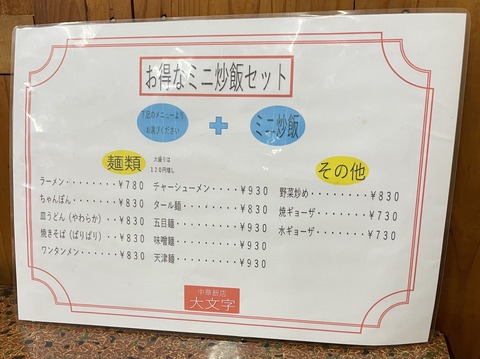 お得なミニ炒飯セット
下記のメニューより
お選びください
+
ミニ炒飯
麺類
大盛りは
120円増し
ラーメン・・・・・・・・¥780
ちゃんぽん・・・・・・・¥830
皿うどん(やわらか)・・¥830
焼きそば(ぱりぱり)・・¥830
ワンタンメン・・・・・・¥830
チャーシューメン・・・・¥930
タール麺・・・・・・・・¥830
五目麺・・・・・・・・・¥930
味噌麺・・・・・・・・・¥930
天津麺・・・・・・・・・¥930
その他
野菜炒め・・・・・・・・¥830
焼ギョーザ・・・・・・・¥730
水ギョーザ・・・・・・・¥730
中華飯店
大文字